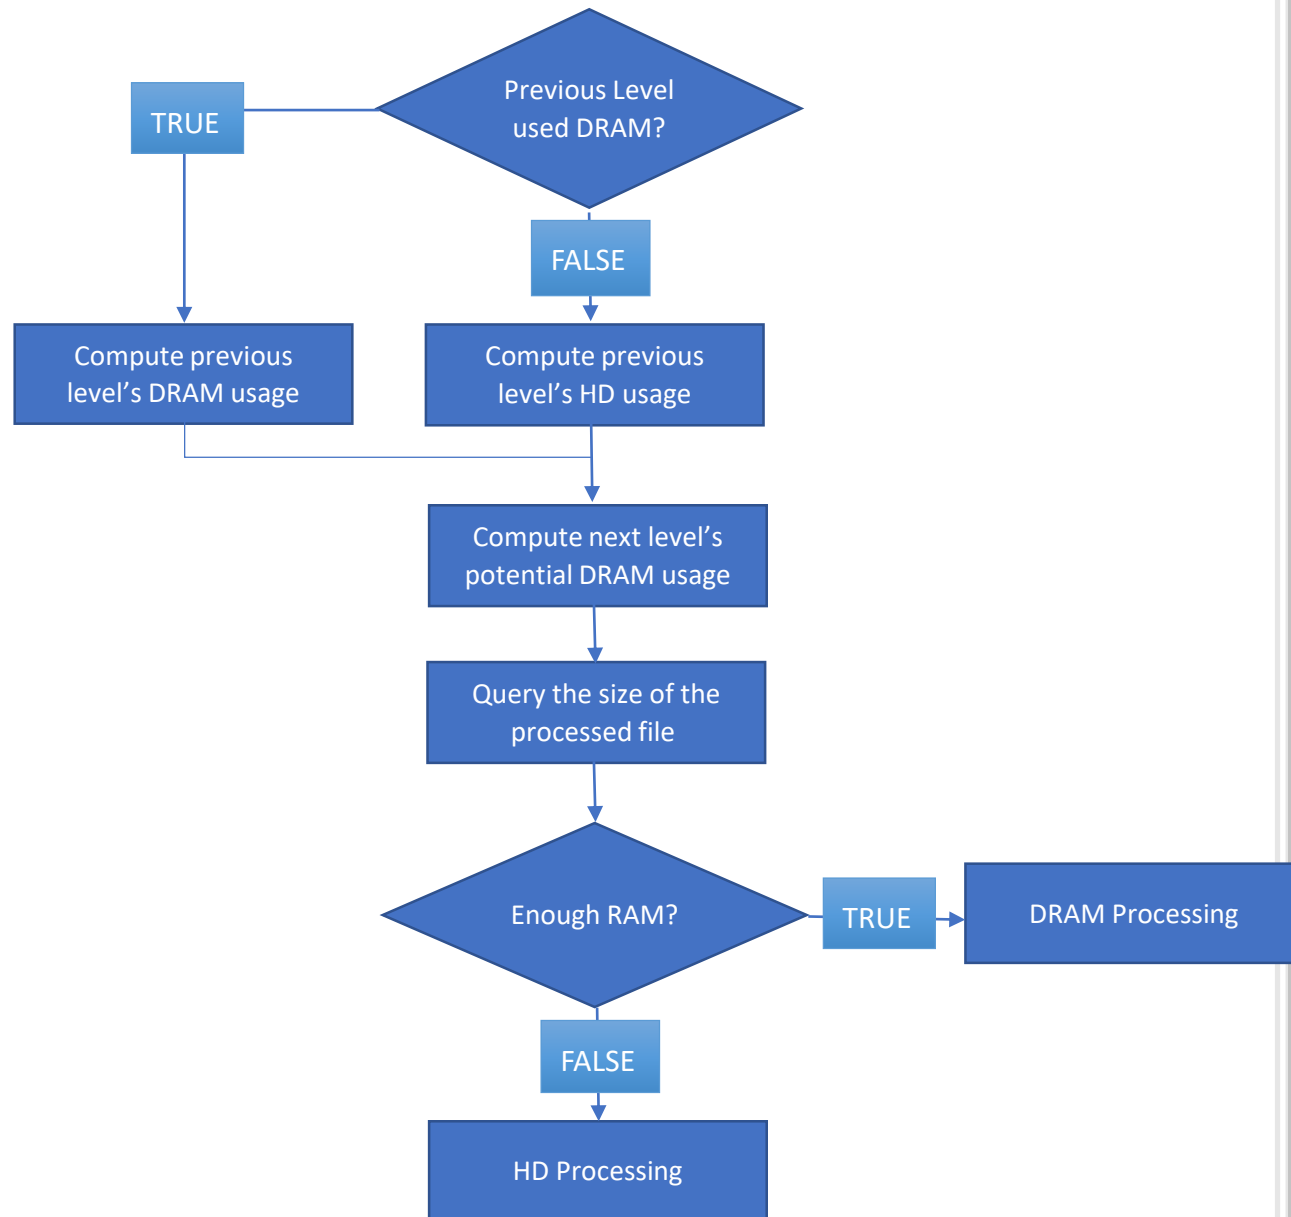 Previous Level
used DRAM?
TRUE
FALSE
Compute previous
level’s DRAM usage
Compute previous
level’s HD usage
Compute next level’s
potential DRAM usage
Query the size of the
processed file
Enough RAM?
TRUE
DRAM Processing
FALSE
HD Processing